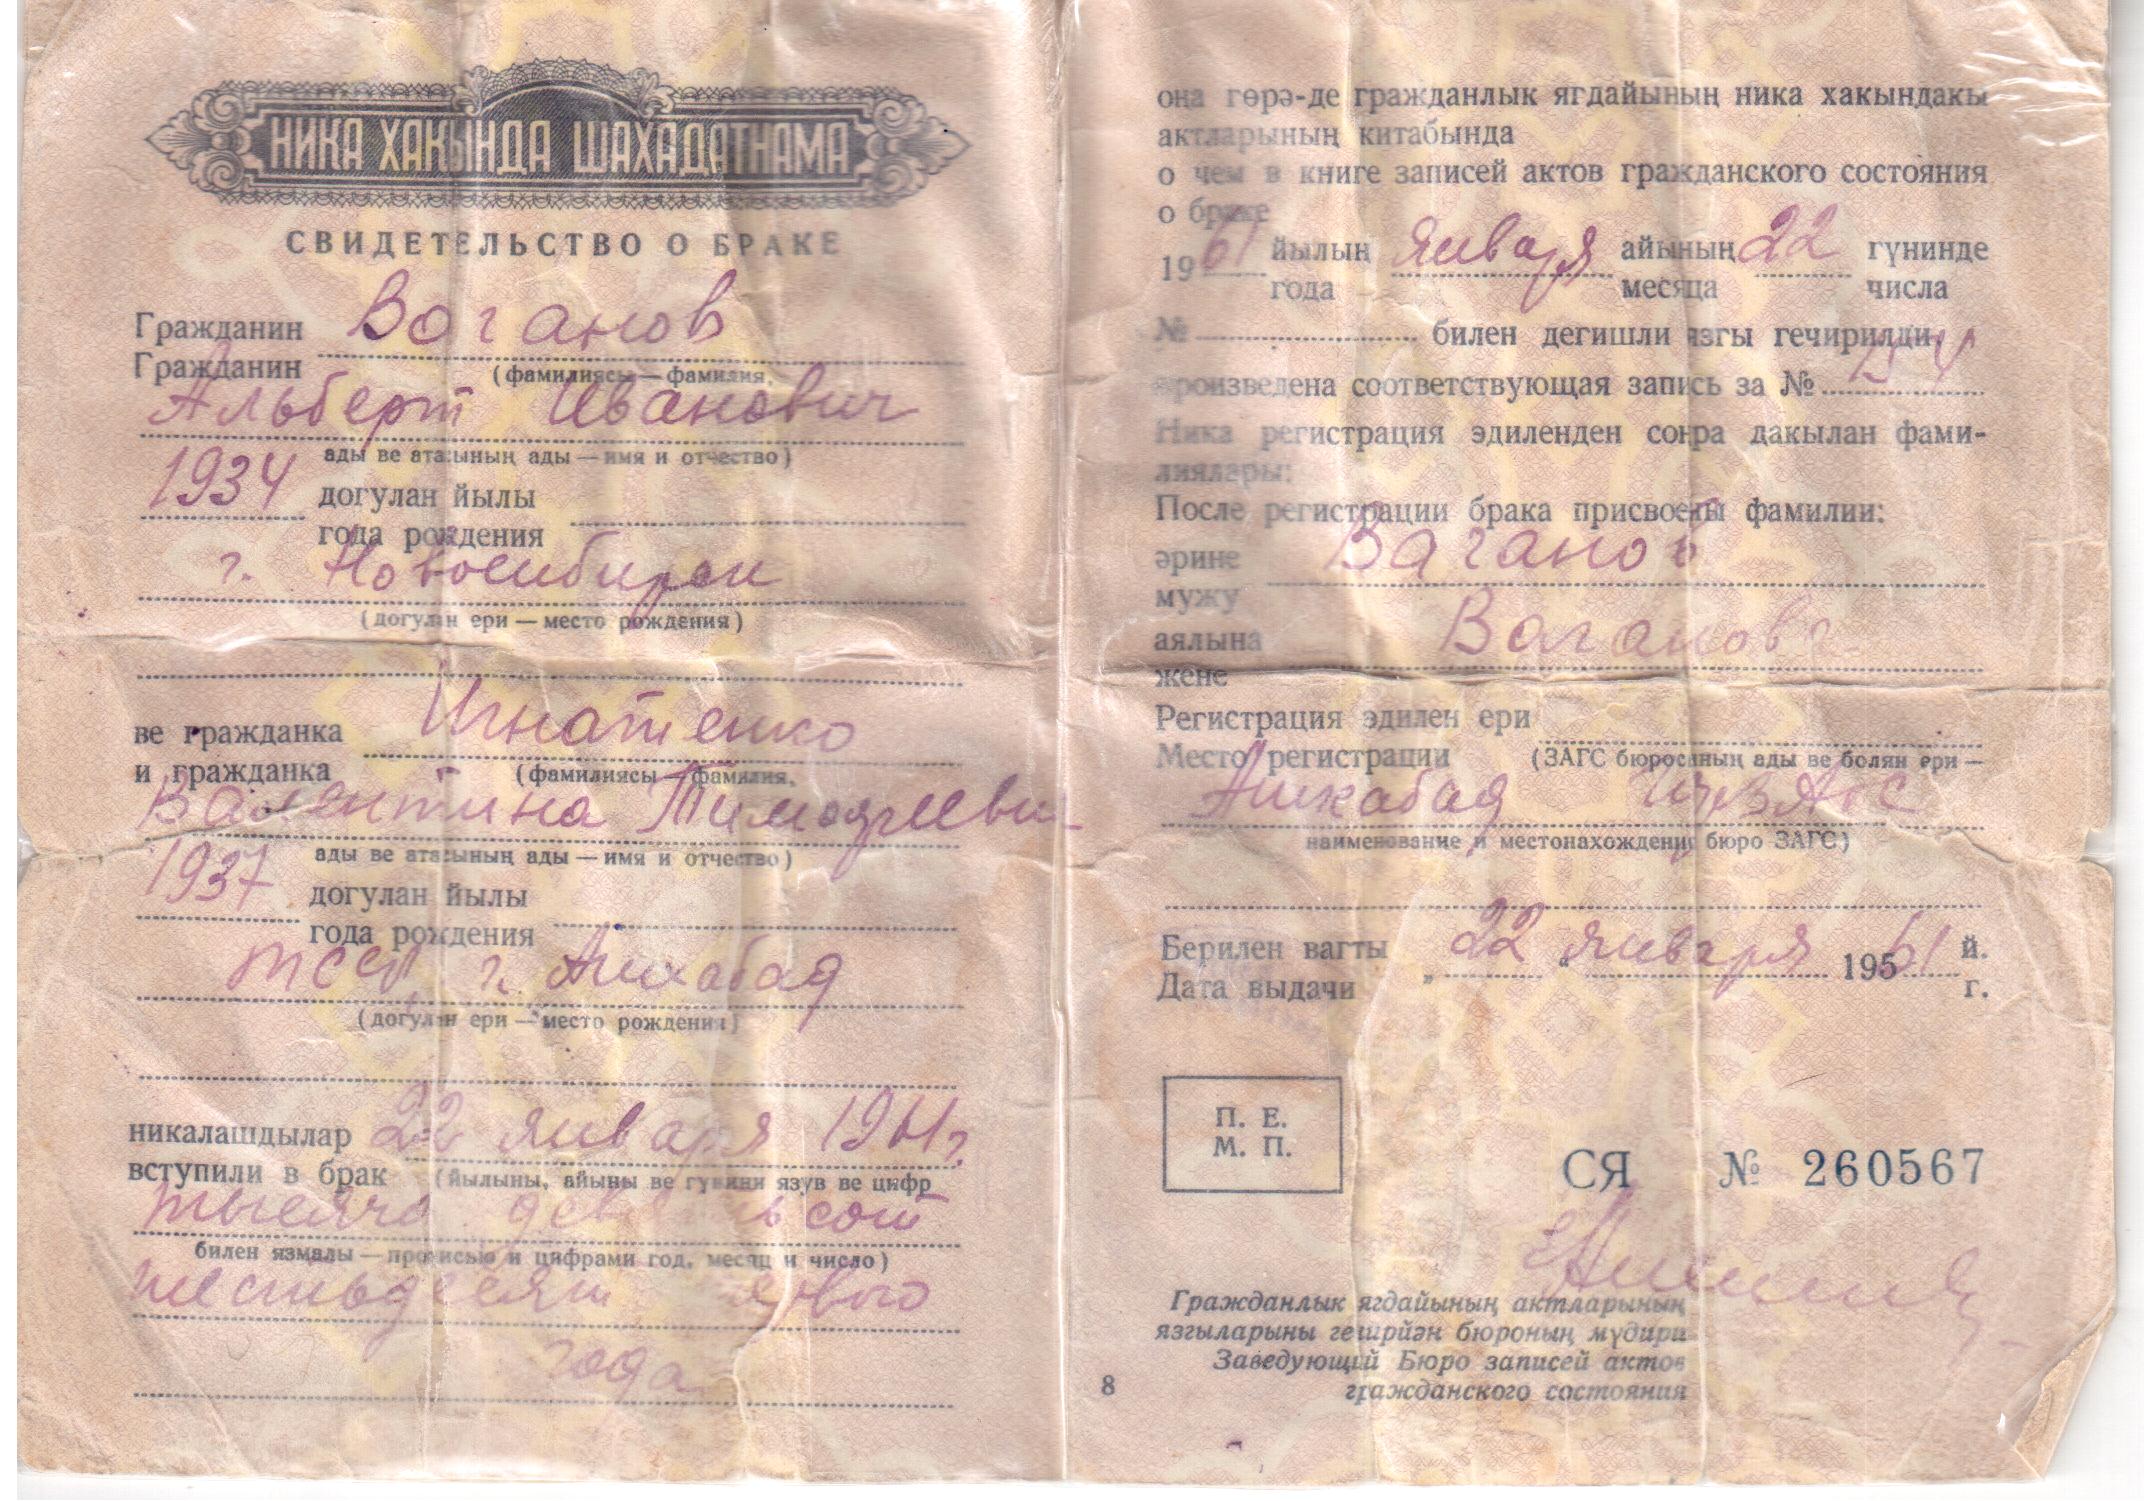 НИКА ХАКЫНДА ШАХАДАТНАМА
СВИДЕТЕЛЬСТВО О БРАКЕ
Гражданин Ваганов
Гражданин (фамилиясы — фамилия,
Альберт Иванович
ады ве атасының ады — имя и отчество)
1934 догулан йылы
года рождения
г. Новосибирск
(догулан ери — место рождения)
ве гражданка Игнатенко
и гражданка (фамилиясы — фамилия,
Валентина Тимофеевна
ады ве атасының ады — имя и отчество)
1937 догулан йылы
года рождения
ТССР г. Ашхабад
(догулан ери — место рождения)
никалашдылар 22 января 1961 г.
вступили в брак (йылыны, айыны ве гүнини язув ве цифр
тысяча девятьсот
билен язмалы — прописью и цифрами год, месяц и число)
шестьдесят первого
года
оңа гөрә-де гражданлык ягдайының ника хакындакы
актларының китабында
о чем в книге записей актов гражданского состояния
о браке
1961 йылың января айының 22 гүнинде
года месяца числа
№ билен дегишли язгы гечирилди
произведена соответствующая запись за № 154
Ника регистрация эдиленден соңра дакылан фами-
лиялары:
После регистрации брака присвоены фамилии:
әрине Ваганов
мужу
аялына Ваганова
жене
Регистрация эдилен ери
Место регистрации (ЗАГС бюросының ады ве болян ери —
Ашхабад ЗАГС
наименование и местонахождение бюро ЗАГС)
Берилен вагты „22“ января 1961 й.
Дата выдачи г.
П. Е.
М. П.
СЯ № 260567
Гражданлык ягдайының актларының
язгыларыны гечирйән бюроның мүдири
Заведующий Бюро записей актов
гражданского состояния
8